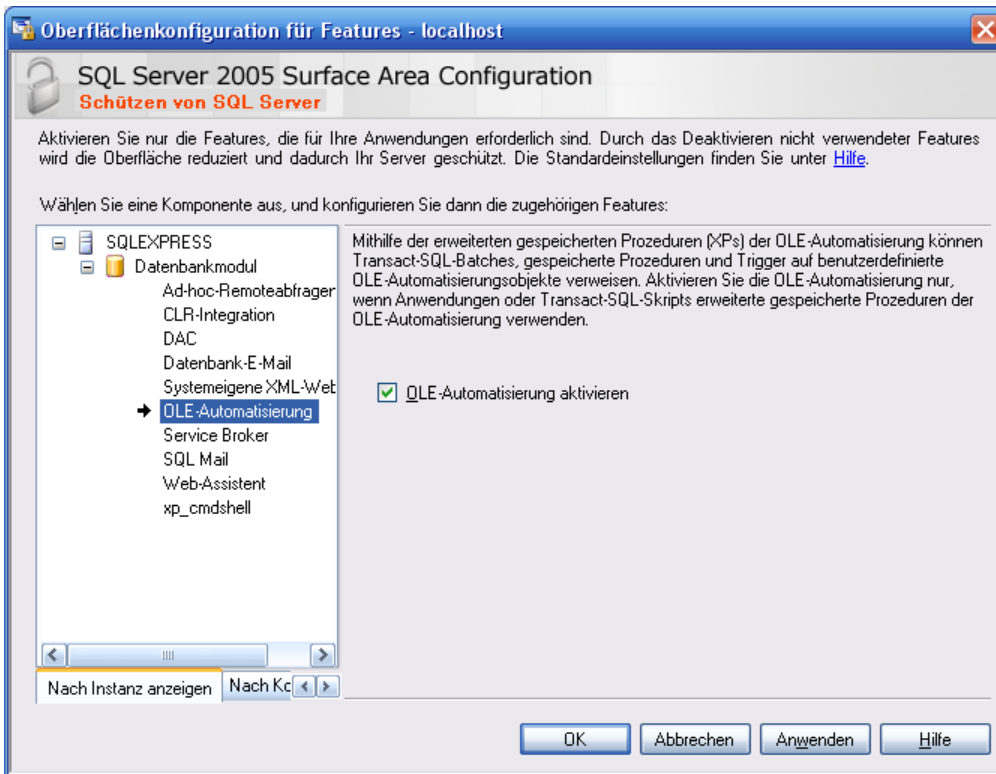 Oberflächenkonfiguration für Features - localhost
SQL Server 2005 Surface Area Configuration
Schützen von SQL Server
Aktivieren Sie nur die Features, die für Ihre Anwendungen erforderlich sind. Durch das Deaktivieren nicht verwendeter Features
wird die Oberfläche reduziert und dadurch Ihr Server geschützt. Die Standardeinstellungen finden Sie unter Hilfe.
Wählen Sie eine Komponente aus, und konfigurieren Sie dann die zugehörigen Features:
SQLEXPRESS
Datenbankmodul
Ad-hoc-Remoteabfrager
CLR-Integration
DAC
Datenbank-E-Mail
Systemeigene XML-Wet
OLE-Automatisierung
Service Broker
SQL Mail
Web-Assistent
xp_cmdshell
Mithilfe der erweiterten gespeicherten Prozeduren (XPs) der OLE-Automatisierung können
Transact-SQL-Batches, gespeicherte Prozeduren und Trigger auf benutzerdefinierte
OLE-Automatisierungsobjekte verweisen. Aktivieren Sie die OLE-Automatisierung nur,
wenn Anwendungen oder Transact-SQL-Skripts erweiterte gespeicherte Prozeduren der
OLE-Automatisierung verwenden.
OLE-Automatisierung aktivieren
Nach Instanz anzeigen
Nach Kc
OK
Abbrechen
Anwenden
Hilfe